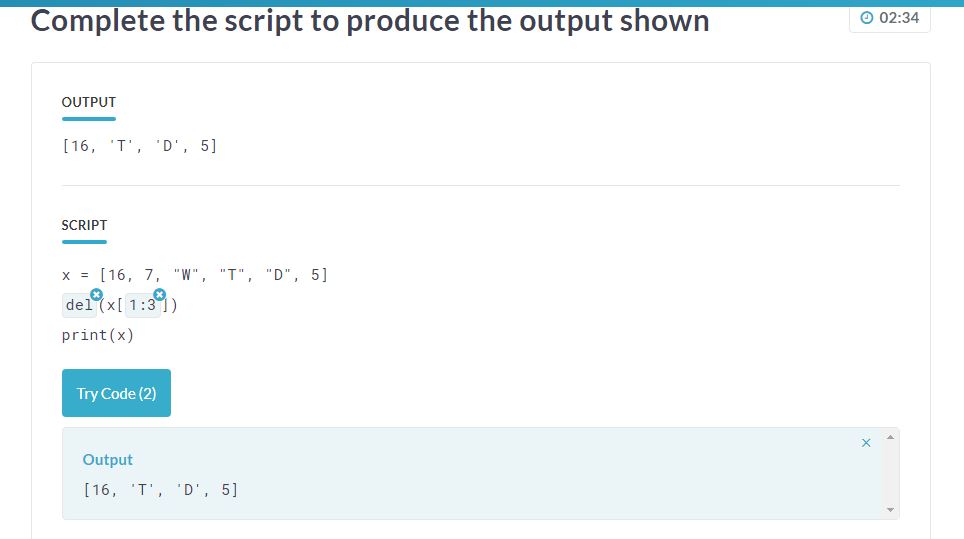 Complete the script to produce the output shown
02:34
OUTPUT
[16, 'T', 'D', 5]
SCRIPT
x = [16, 7, "W", "T", "D", 5]
del(x[1:3])
print(x)
Try Code (2)
Output
[16, 'T', 'D', 5]